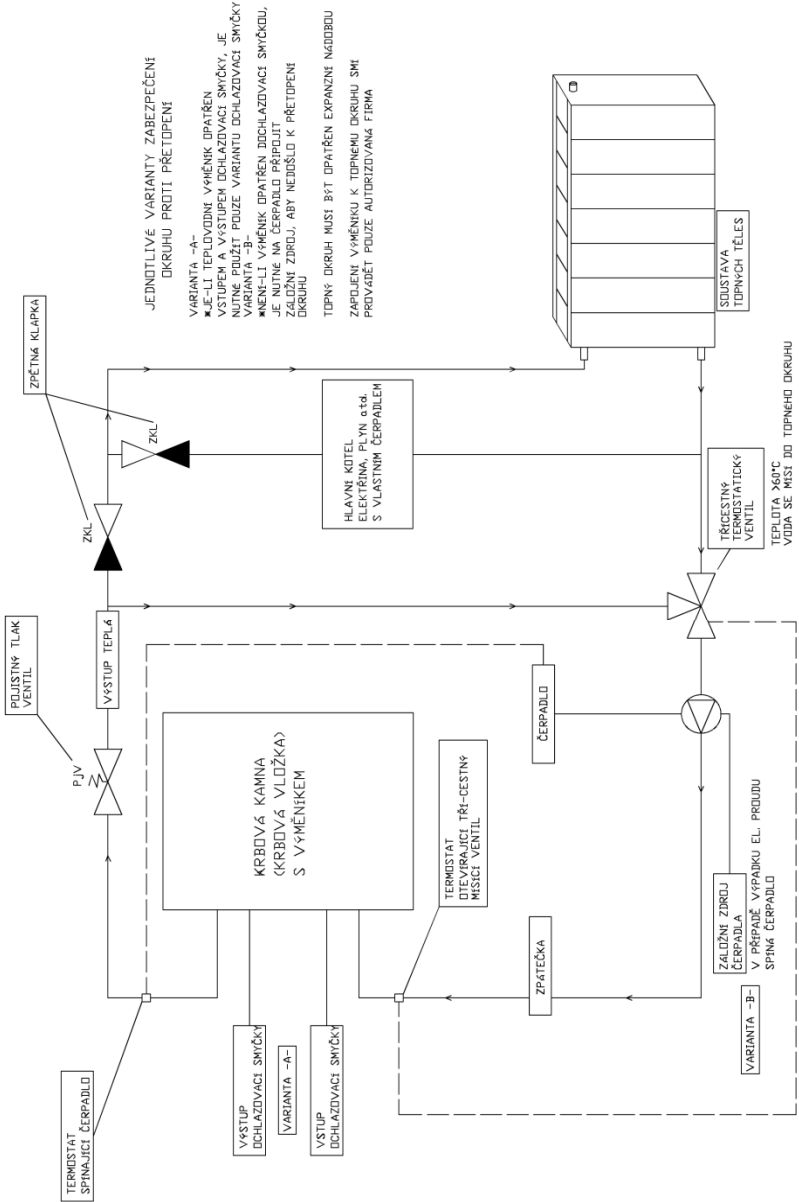 JEDNOTLIVÉ VARIANTY ZABEZPEČENÍ
OKRUHU PROTI PŘETOPENÍ
VARIANTA -A-
*JE-LI TEPLOVODNÍ VÝMĚNÍK OPATŘEN
VSTUPEM A VÝSTUPEM OCHLAZOVACÍ SMYČKY, JE
NUTNÉ POUŽÍT POUZE VARIANTU OCHLAZOVACÍ SMYČKY
VARIANTA -B-
*NENÍ-LI VÝMĚNÍK OPATŘEN DOCHLAZOVACÍ SMYČKOU,
JE NUTNÉ NA ČERPADLO PŘIPOJIT
ZÁLOŽNÍ ZDROJ, ABY NEDOŠLO K PŘETOPENÍ
OKRUHU
TOPNÝ OKRUH MUSÍ BÝT OPATŘEN EXPANZNÍ NÁDOBOU
ZAPOJENÍ VÝMĚNÍKU K TOPNÉMU OKRUHU SMÍ
PROVÁDĚT POUZE AUTORIZOVANÁ FIRMA
TERMOSTAT
SPÍNAJÍCÍ ČERPADLO
POJISTNÝ TLAK
VENTIL
PJV
VÝSTUP TEPLÁ
ZPĚTNÁ KLAPKA
ZKL
ZKL
VÝSTUP
OCHLAZOVACÍ SMYČKY
VARIANTA -A-
VSTUP
OCHLAZOVACÍ SMYČKY
KRBOVÁ KAMNA
(KRBOVÁ VLOŽKA)
S VÝMĚNÍKEM
HLAVNÍ KOTEL
ELEKTŘINA, PLYN atd.
S VLASTNÍM ČERPADLEM
TERMOSTAT
OTEVÍRAJÍCÍ TŘÍ-CESTNÝ
MÍSÍCÍ VENTIL
ČERPADLO
ZPÁTEČKA
SOUSTAVA
TOPNÝCH TĚLES
TŘÍCESTNÝ
TERMOSTATICKÝ
VENTIL
TEPLOTA >60°C
VODA SE MÍSÍ DO TOPNÉHO OKRUHU
ZÁLOŽNÍ ZDROJ
ČERPADLA
V PŘÍPADĚ VÝPADKU EL. PROUDU
SPÍNÁ ČERPADLO
VARIANTA -B-